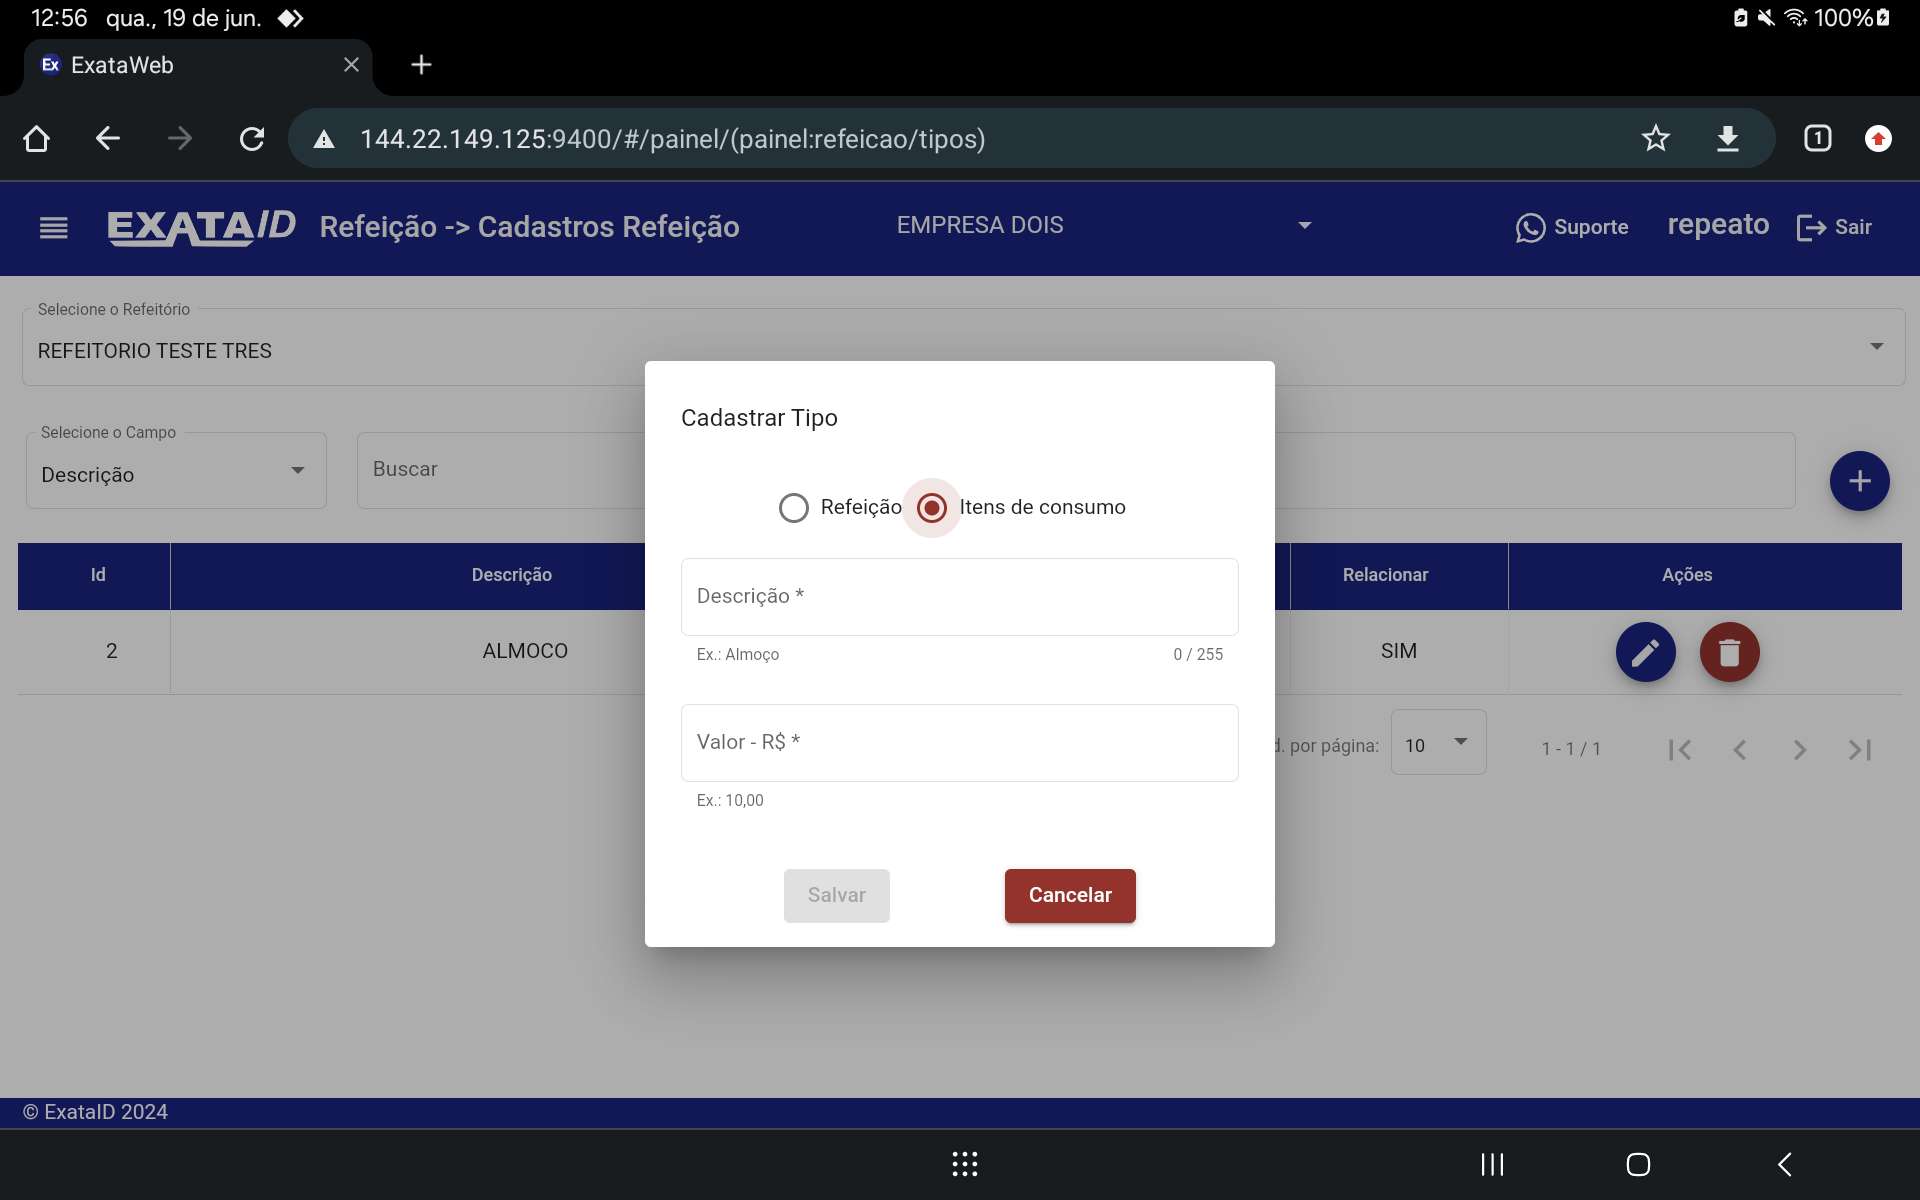 12:56 qua., 19 de jun. 100%
Ex ExataWeb
144.22.149.125:9400/#/painel/(painel:refeicao/tipos) 1
EXATAID Refeição -> Cadastros Refeição EMPRESA DOIS Suporte repeato Sair
Selecione o Refeitório
REFEITORIO TESTE TRES
Selecione o Campo
Descrição
Buscar
Id Descrição Relacionar Ações
2 ALMOCO SIM
d. por página: 10 1 - 1 / 1
Cadastrar Tipo
Refeição Itens de consumo
Descrição *
Ex.: Almoço 0 / 255
Valor - R$ *
Ex.: 10,00
Salvar Cancelar
© ExataID 2024